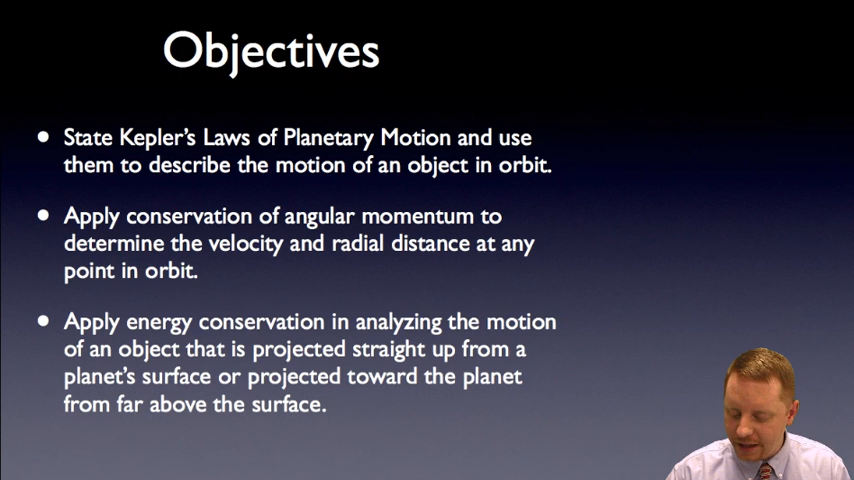 Objectives
• State Kepler's Laws of Planetary Motion and use
them to describe the motion of an object in orbit.
• Apply conservation of angular momentum to
determine the velocity and radial distance at any
point in orbit.
• Apply energy conservation in analyzing the motion
of an object that is projected straight up from a
planet's surface or projected toward the planet
from far above the surface.